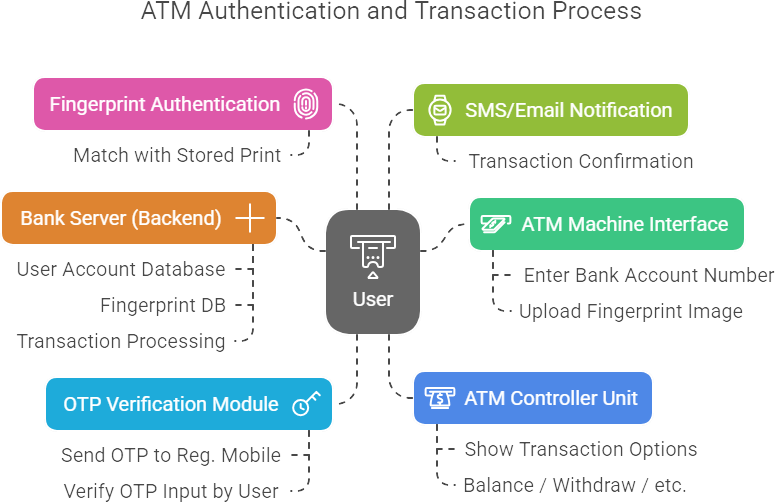 ATM Authentication and Transaction Process
Fingerprint Authentication
Match with Stored Print
Bank Server (Backend)
User Account Database
Fingerprint DB
Transaction Processing
OTP Verification Module
Send OTP to Reg. Mobile
Verify OTP Input by User
User
SMS/Email Notification
Transaction Confirmation
ATM Machine Interface
Enter Bank Account Number
Upload Fingerprint Image
$
ATM Controller Unit
Show Transaction Options
Balance / Withdraw / etc.